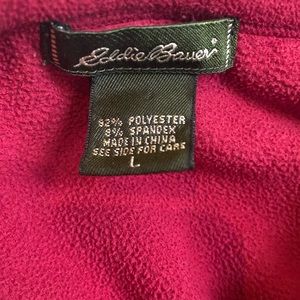 Eddie Bauer®
92% POLYESTER
8% SPANDEX
MADE IN CHINA
SEE SIDE FOR CARE
L